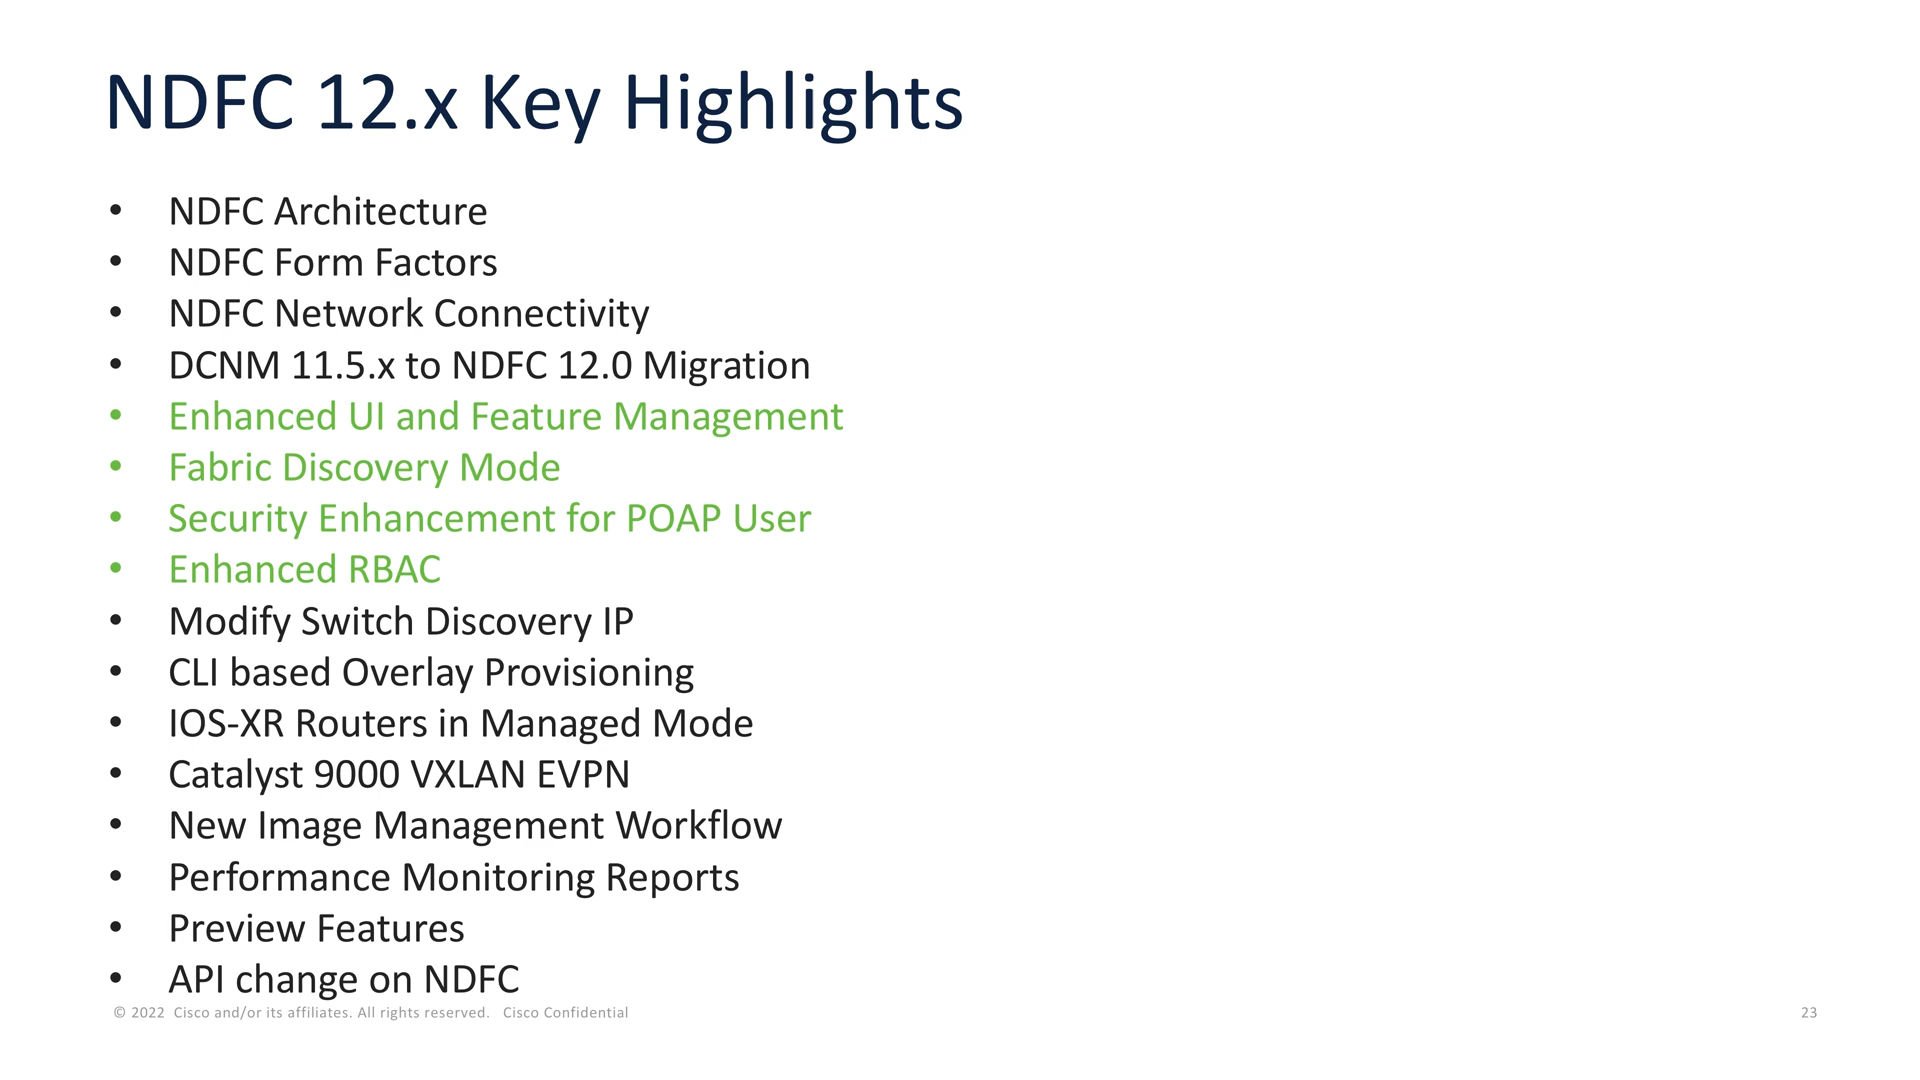 NDFC 12.x Key Highlights
• NDFC Architecture
• NDFC Form Factors
• NDFC Network Connectivity
• DCNM 11.5.x to NDFC 12.0 Migration
• Enhanced UI and Feature Management
• Fabric Discovery Mode
• Security Enhancement for POAP User
• Enhanced RBAC
• Modify Switch Discovery IP
• CLI based Overlay Provisioning
• IOS-XR Routers in Managed Mode
• Catalyst 9000 VXLAN EVPN
• New Image Management Workflow
• Performance Monitoring Reports
• Preview Features
• API change on NDFC
© 2022 Cisco and/or its affiliates. All rights reserved. Cisco Confidential
23